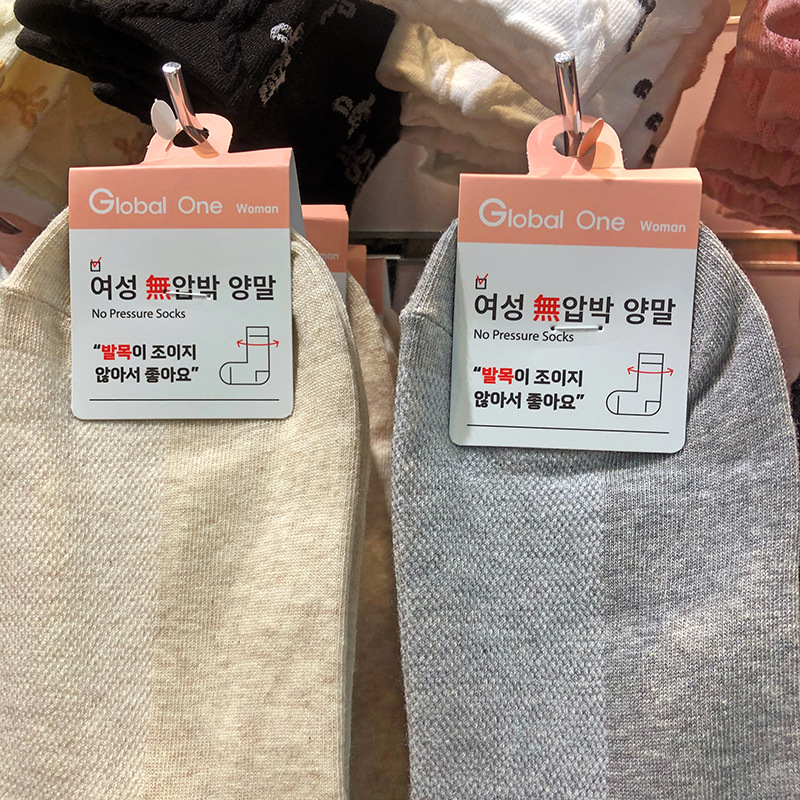 Global One Woman
여성 無압박 양말
No Pressure Socks
“발목이 조이지
않아서 좋아요”
Global One Woman
여성 無압박 양말
No Pressure Socks
“발목이 조이지
않아서 좋아요”